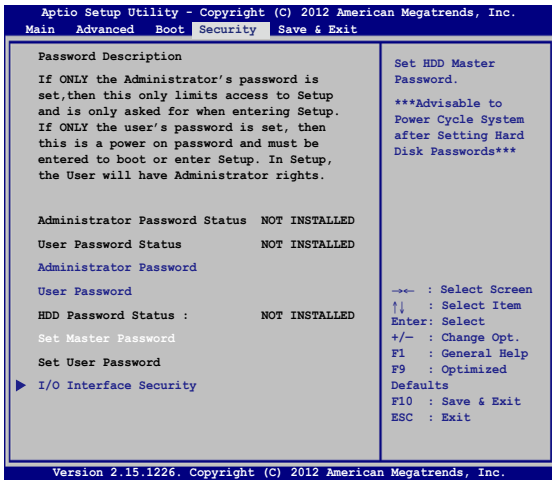 Aptio Setup Utility - Copyright (C) 2012 American Megatrends, Inc.
Main Advanced Boot Security Save & Exit
Password Description
If ONLY the Administrator's password is
set,then this only limits access to Setup
and is only asked for when entering Setup.
If ONLY the user's password is set, then
this is a power on password and must be
entered to boot or enter Setup. In Setup,
the User will have Administrator rights.
Administrator Password Status NOT INSTALLED
User Password Status NOT INSTALLED
Administrator Password
User Password
HDD Password Status : NOT INSTALLED
Set Master Password
Set User Password
I/O Interface Security
Set HDD Master
Password.
***Advisable to
Power Cycle System
after Setting Hard
Disk Passwords***
→← : Select Screen
↑↓ : Select Item
Enter: Select
+/— : Change Opt.
F1 : General Help
F9 : Optimized
Defaults
F10 : Save & Exit
ESC : Exit
Version 2.15.1226. Copyright (C) 2012 American Megatrends, Inc.